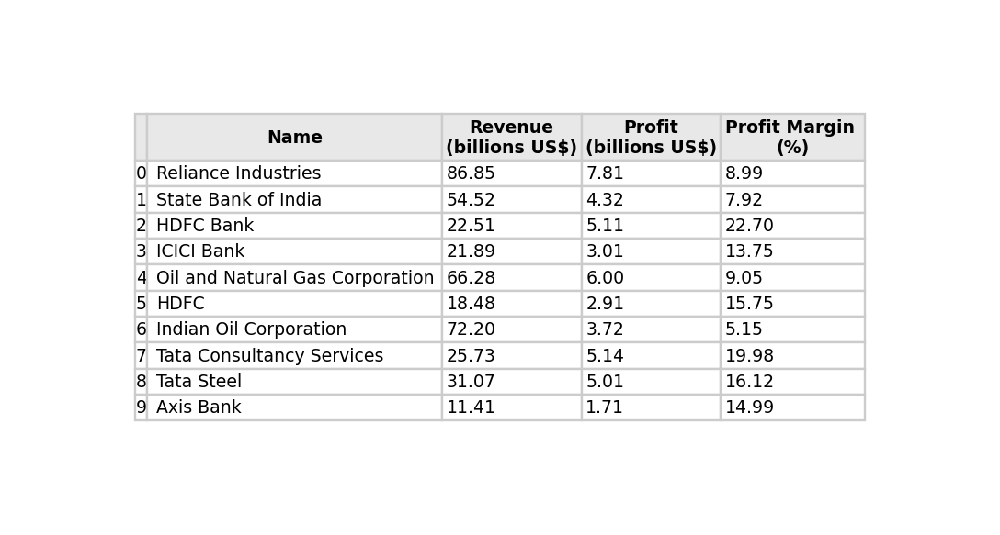 Name Revenue (billions US$) Profit (billions US$) Profit Margin (%)
0 Reliance Industries 86.85 7.81 8.99
1 State Bank of India 54.52 4.32 7.92
2 HDFC Bank 22.51 5.11 22.70
3 ICICI Bank 21.89 3.01 13.75
4 Oil and Natural Gas Corporation 66.28 6.00 9.05
5 HDFC 18.48 2.91 15.75
6 Indian Oil Corporation 72.20 3.72 5.15
7 Tata Consultancy Services 25.73 5.14 19.98
8 Tata Steel 31.07 5.01 16.12
9 Axis Bank 11.41 1.71 14.99